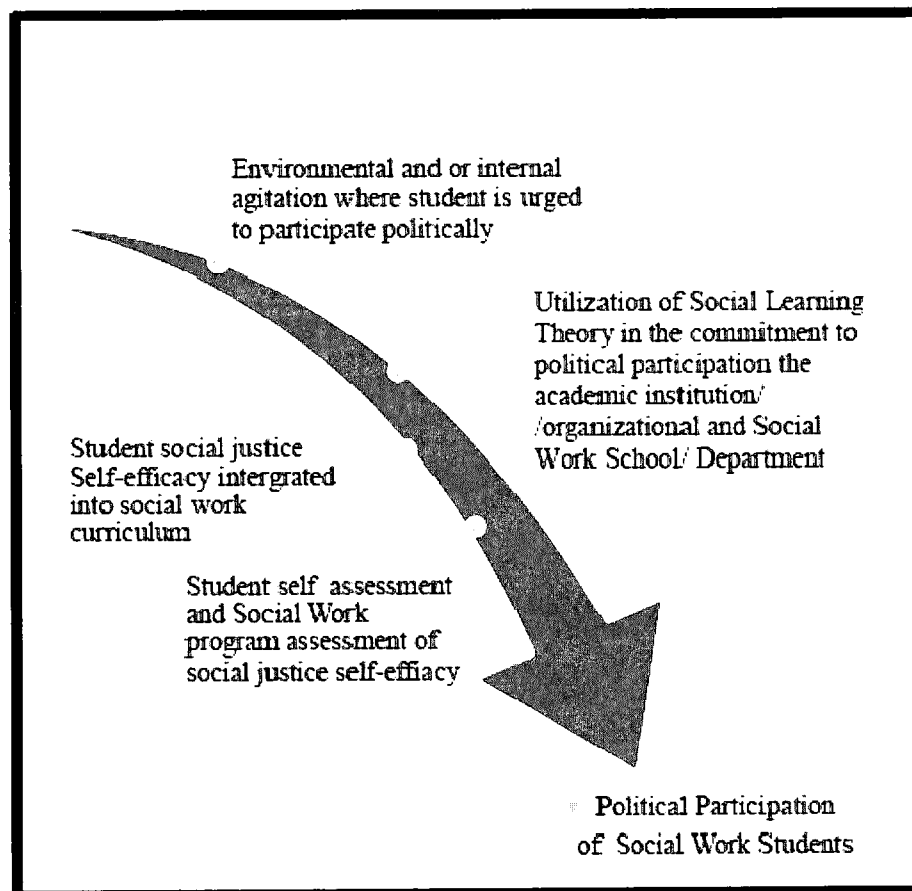 Environmental and or internal
agitation where student is urged
to participate politically
Utilization of Social Learning
Theory in the commitment to
political participation the
academic institution/
/organizational and Social
Work School/ Department
Student social justice
Self-efficacy intergrated
into social work
curriculum
Student self assessment
and Social Work
program assessment of
social justice self-effiacy
Political Participation
of Social Work Students